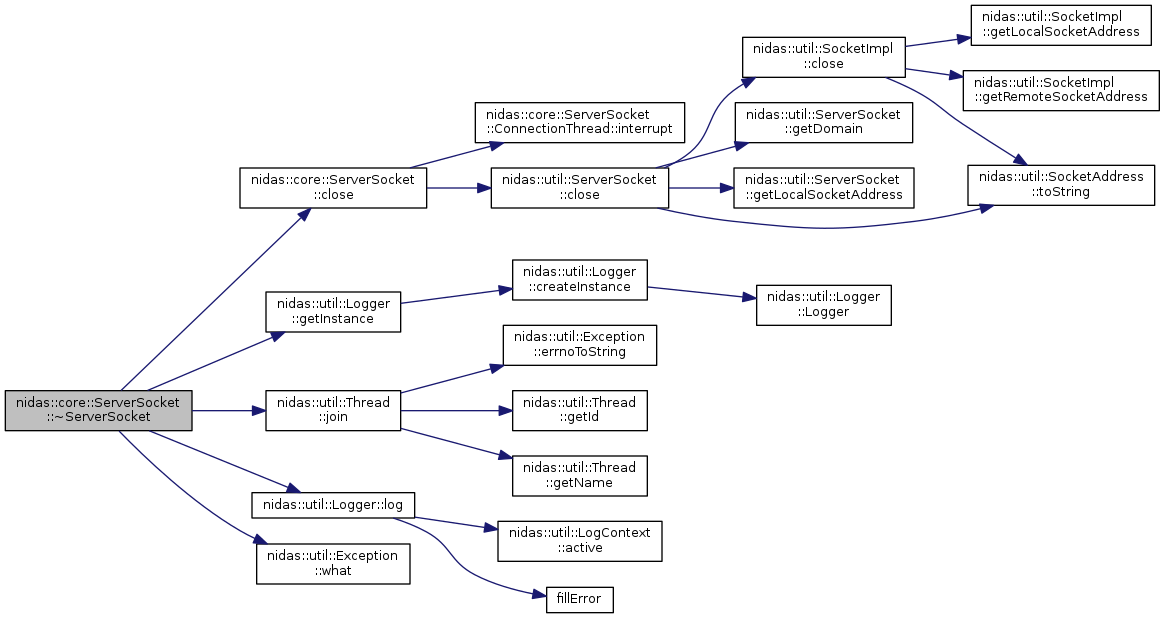 nidas::util::SocketImpl
::getLocalSocketAddress
nidas::util::SocketImpl
::close
nidas::util::SocketImpl
::getRemoteSocketAddress
nidas::core::ServerSocket
::ConnectionThread::interrupt
nidas::util::ServerSocket
::getDomain
nidas::core::ServerSocket
::close
nidas::util::ServerSocket
::close
nidas::util::ServerSocket
::getLocalSocketAddress
nidas::util::SocketAddress
::toString
nidas::util::Logger
::getInstance
nidas::util::Logger
::createInstance
nidas::util::Logger
::Logger
nidas::util::Exception
::errnoToString
nidas::core::ServerSocket
::~ServerSocket
nidas::util::Thread
::join
nidas::util::Thread
::getId
nidas::util::Thread
::getName
nidas::util::Logger::log
nidas::util::LogContext
::active
nidas::util::Exception
::what
fillError